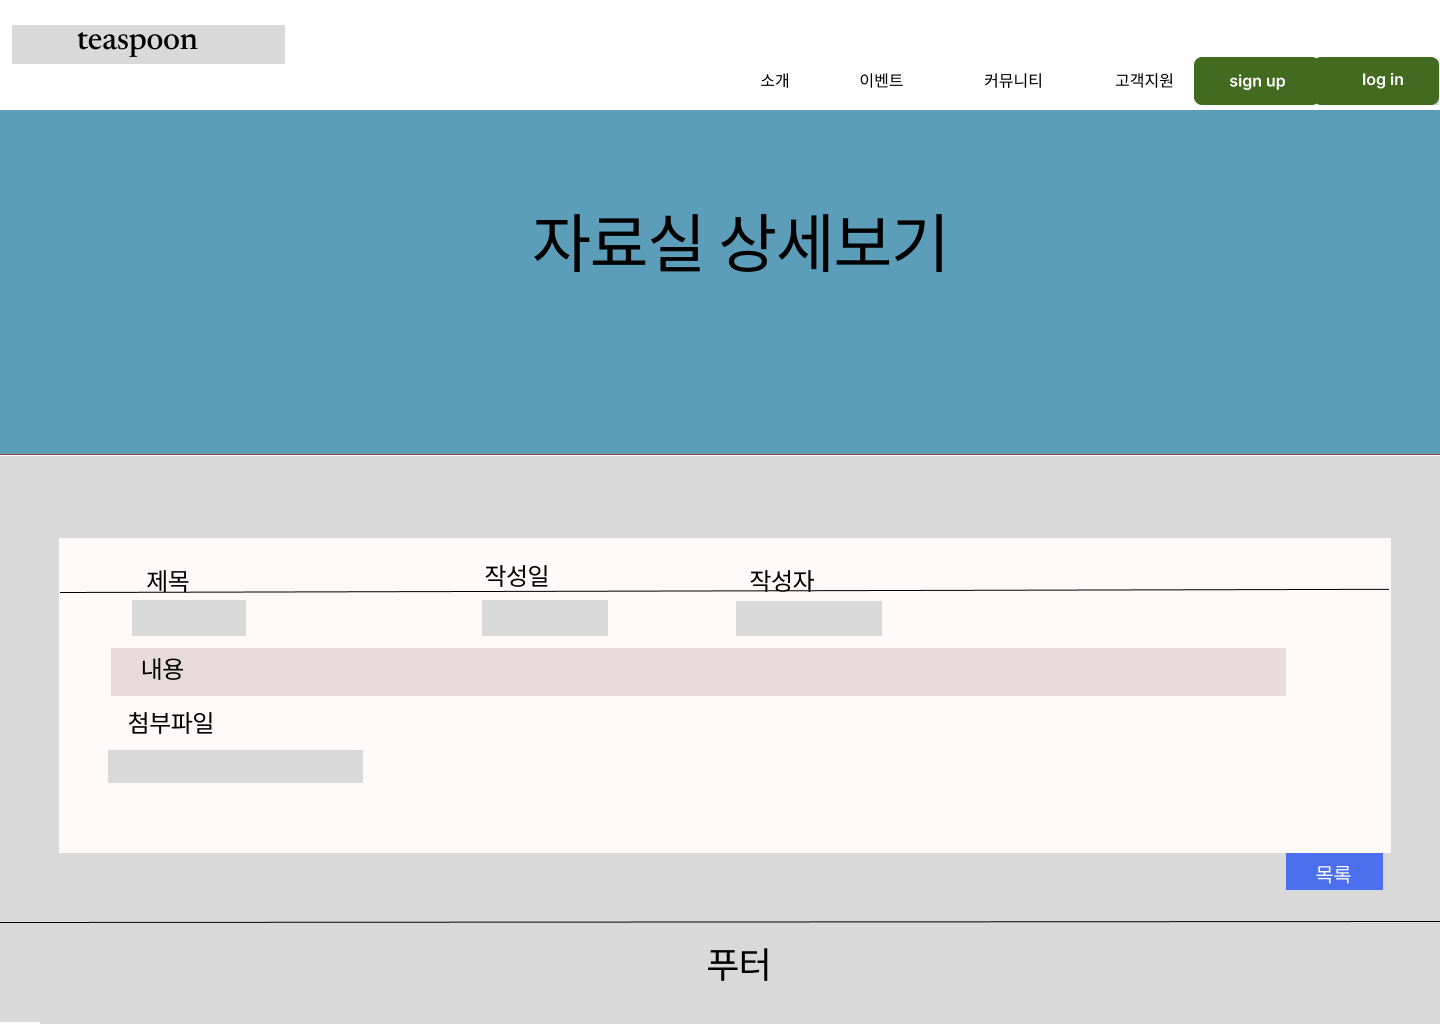 teaspoon
소개 이벤트 커뮤니티 고객지원 sign up log in
자료실 상세보기
제목 작성일 작성자
내용
첨부파일
목록
푸터